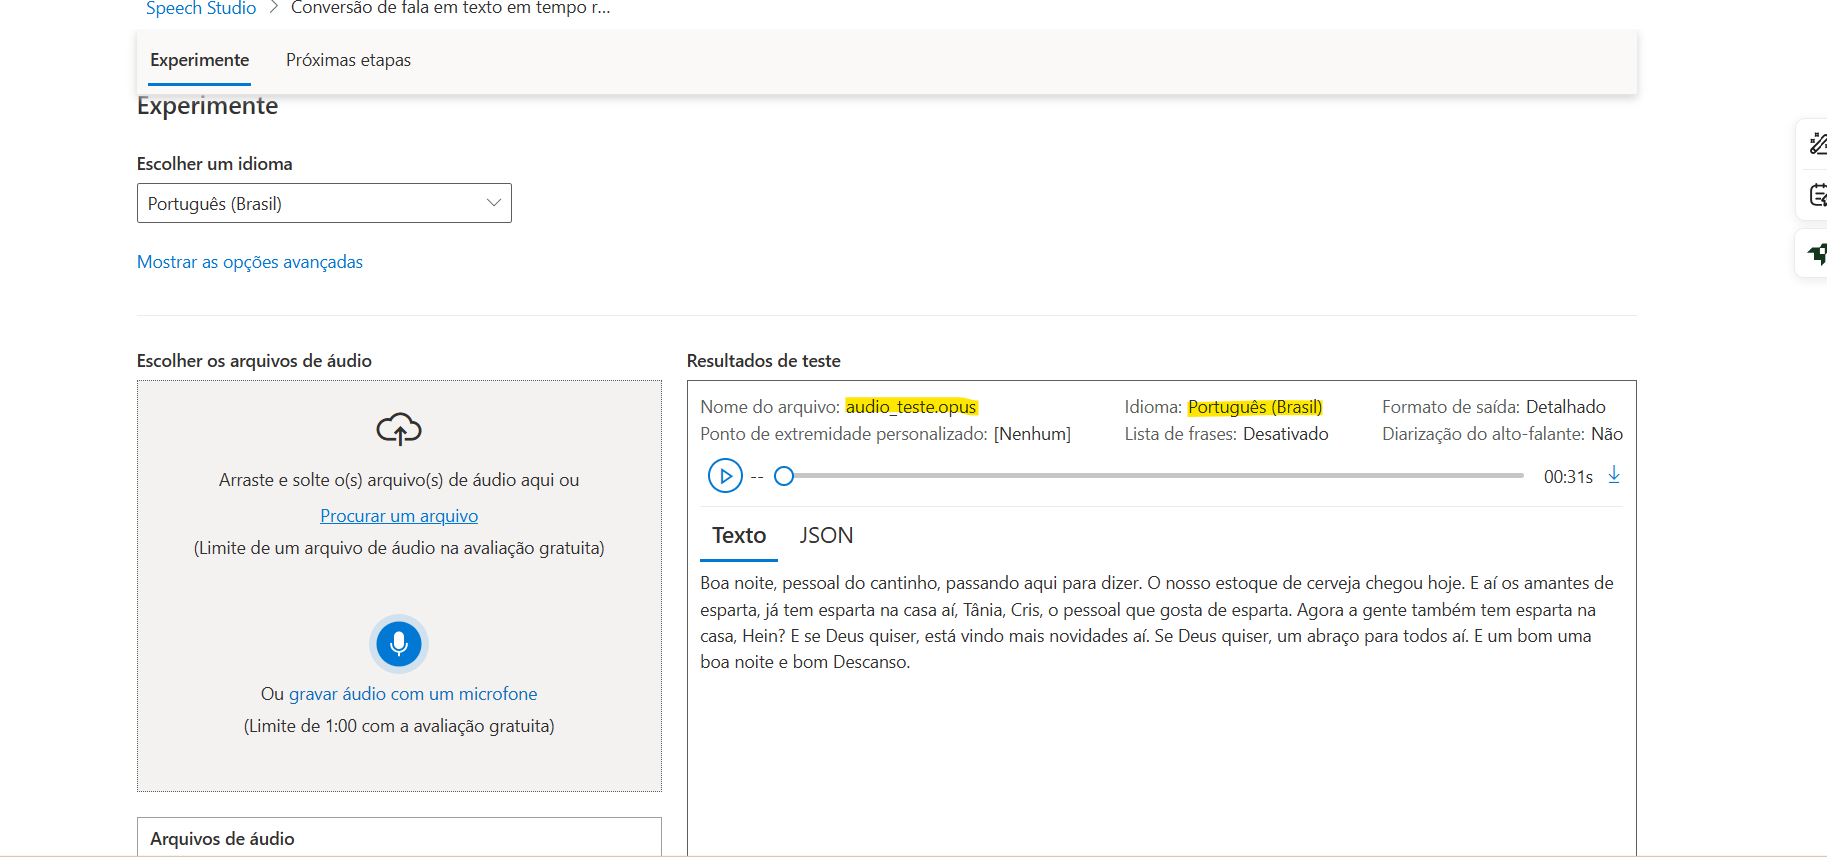 Speech Studio > Conversão de fala em texto em tempo r...
Experimente Próximas etapas
Experimente
Escolher um idioma
Português (Brasil)
Mostrar as opções avançadas
Escolher os arquivos de áudio
Arraste e solte o(s) arquivo(s) de áudio aqui ou
Procurar um arquivo
(Limite de um arquivo de áudio na avaliação gratuita)
Ou gravar áudio com um microfone
(Limite de 1:00 com a avaliação gratuita)
Arquivos de áudio
Resultados de teste
Nome do arquivo: audio_teste.opus Idioma: Português (Brasil) Formato de saída: Detalhado
Ponto de extremidade personalizado: [Nenhum] Lista de frases: Desativado Diarização do alto-falante: Não
-- 00:31s
Texto JSON
Boa noite, pessoal do cantinho, passando aqui para dizer. O nosso estoque de cerveja chegou hoje. E aí os amantes de
esparta, já tem esparta na casa aí, Tânia, Cris, o pessoal que gosta de esparta. Agora a gente também tem esparta na
casa, Hein? E se Deus quiser, está vindo mais novidades aí. Se Deus quiser, um abraço para todos aí. E um bom uma
boa noite e bom Descanso.